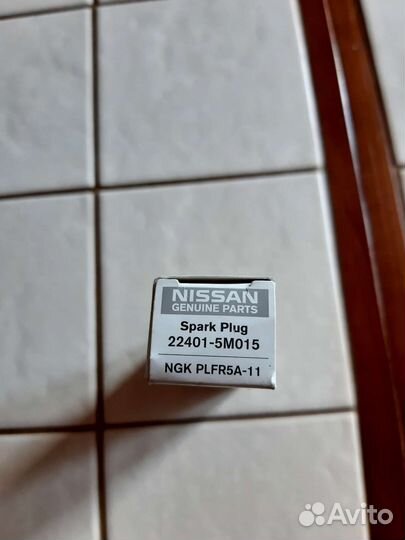 NISSAN
GENUINE PARTS
Spark Plug
22401-5M015
NGK PLFR5A-11
Avito